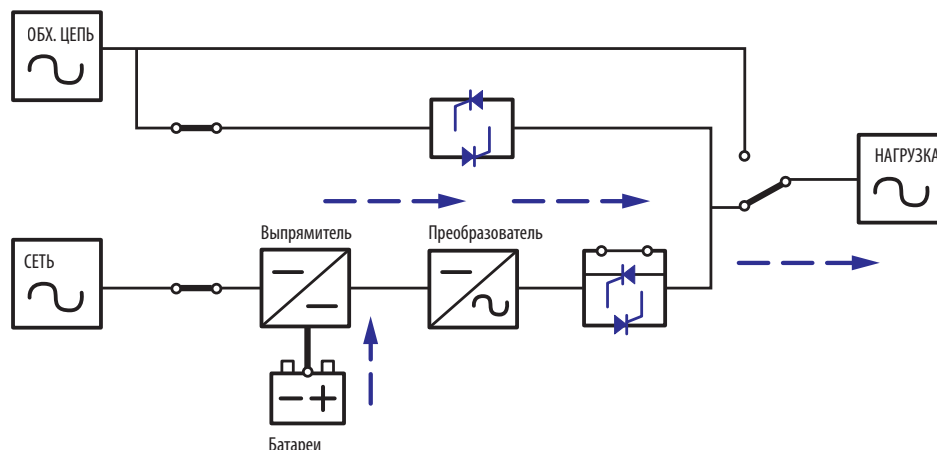 ОБХ. ЦЕПЬ
НАГРУЗКА
Выпрямитель
Преобразователь
СЕТЬ
Батареи